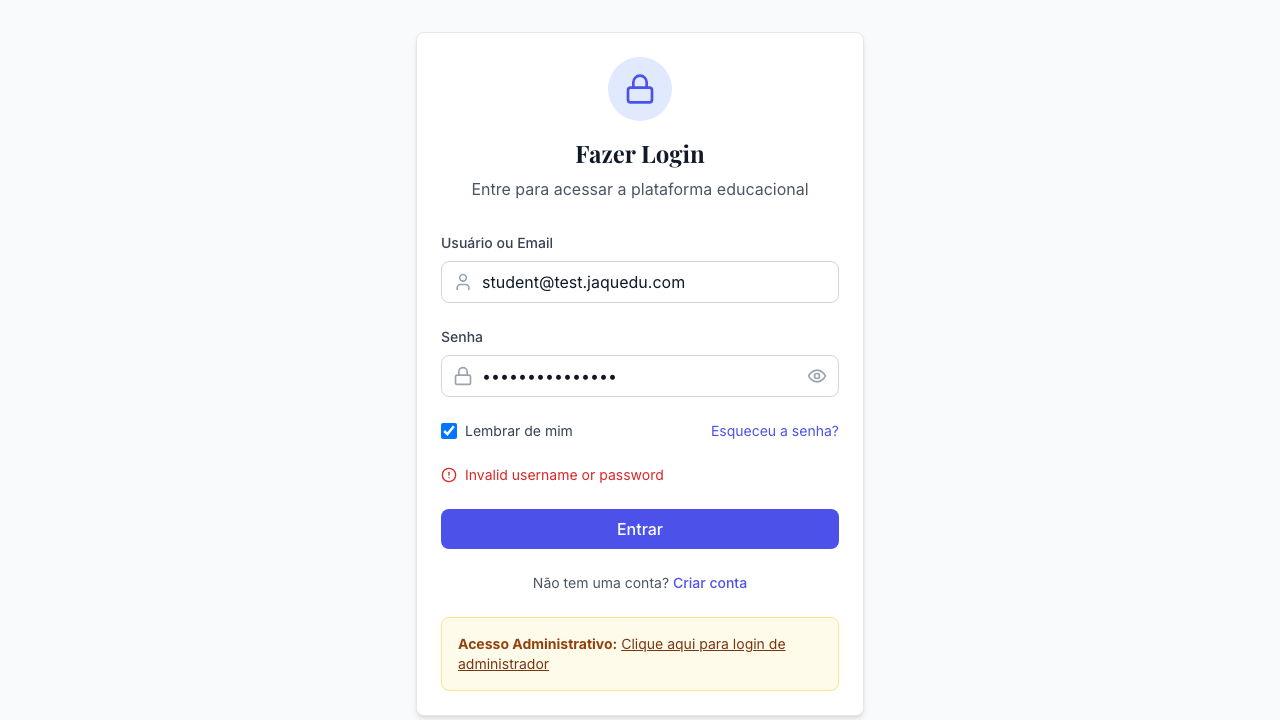 Fazer Login
Entre para acessar a plataforma educacional
Usuário ou Email
student@test.jaquedu.com
Senha
•••••••••••••••
Lembrar de mim
Esqueceu a senha?
Invalid username or password
Entrar
Não tem uma conta? Criar conta
Acesso Administrativo: Clique aqui para login de
administrador